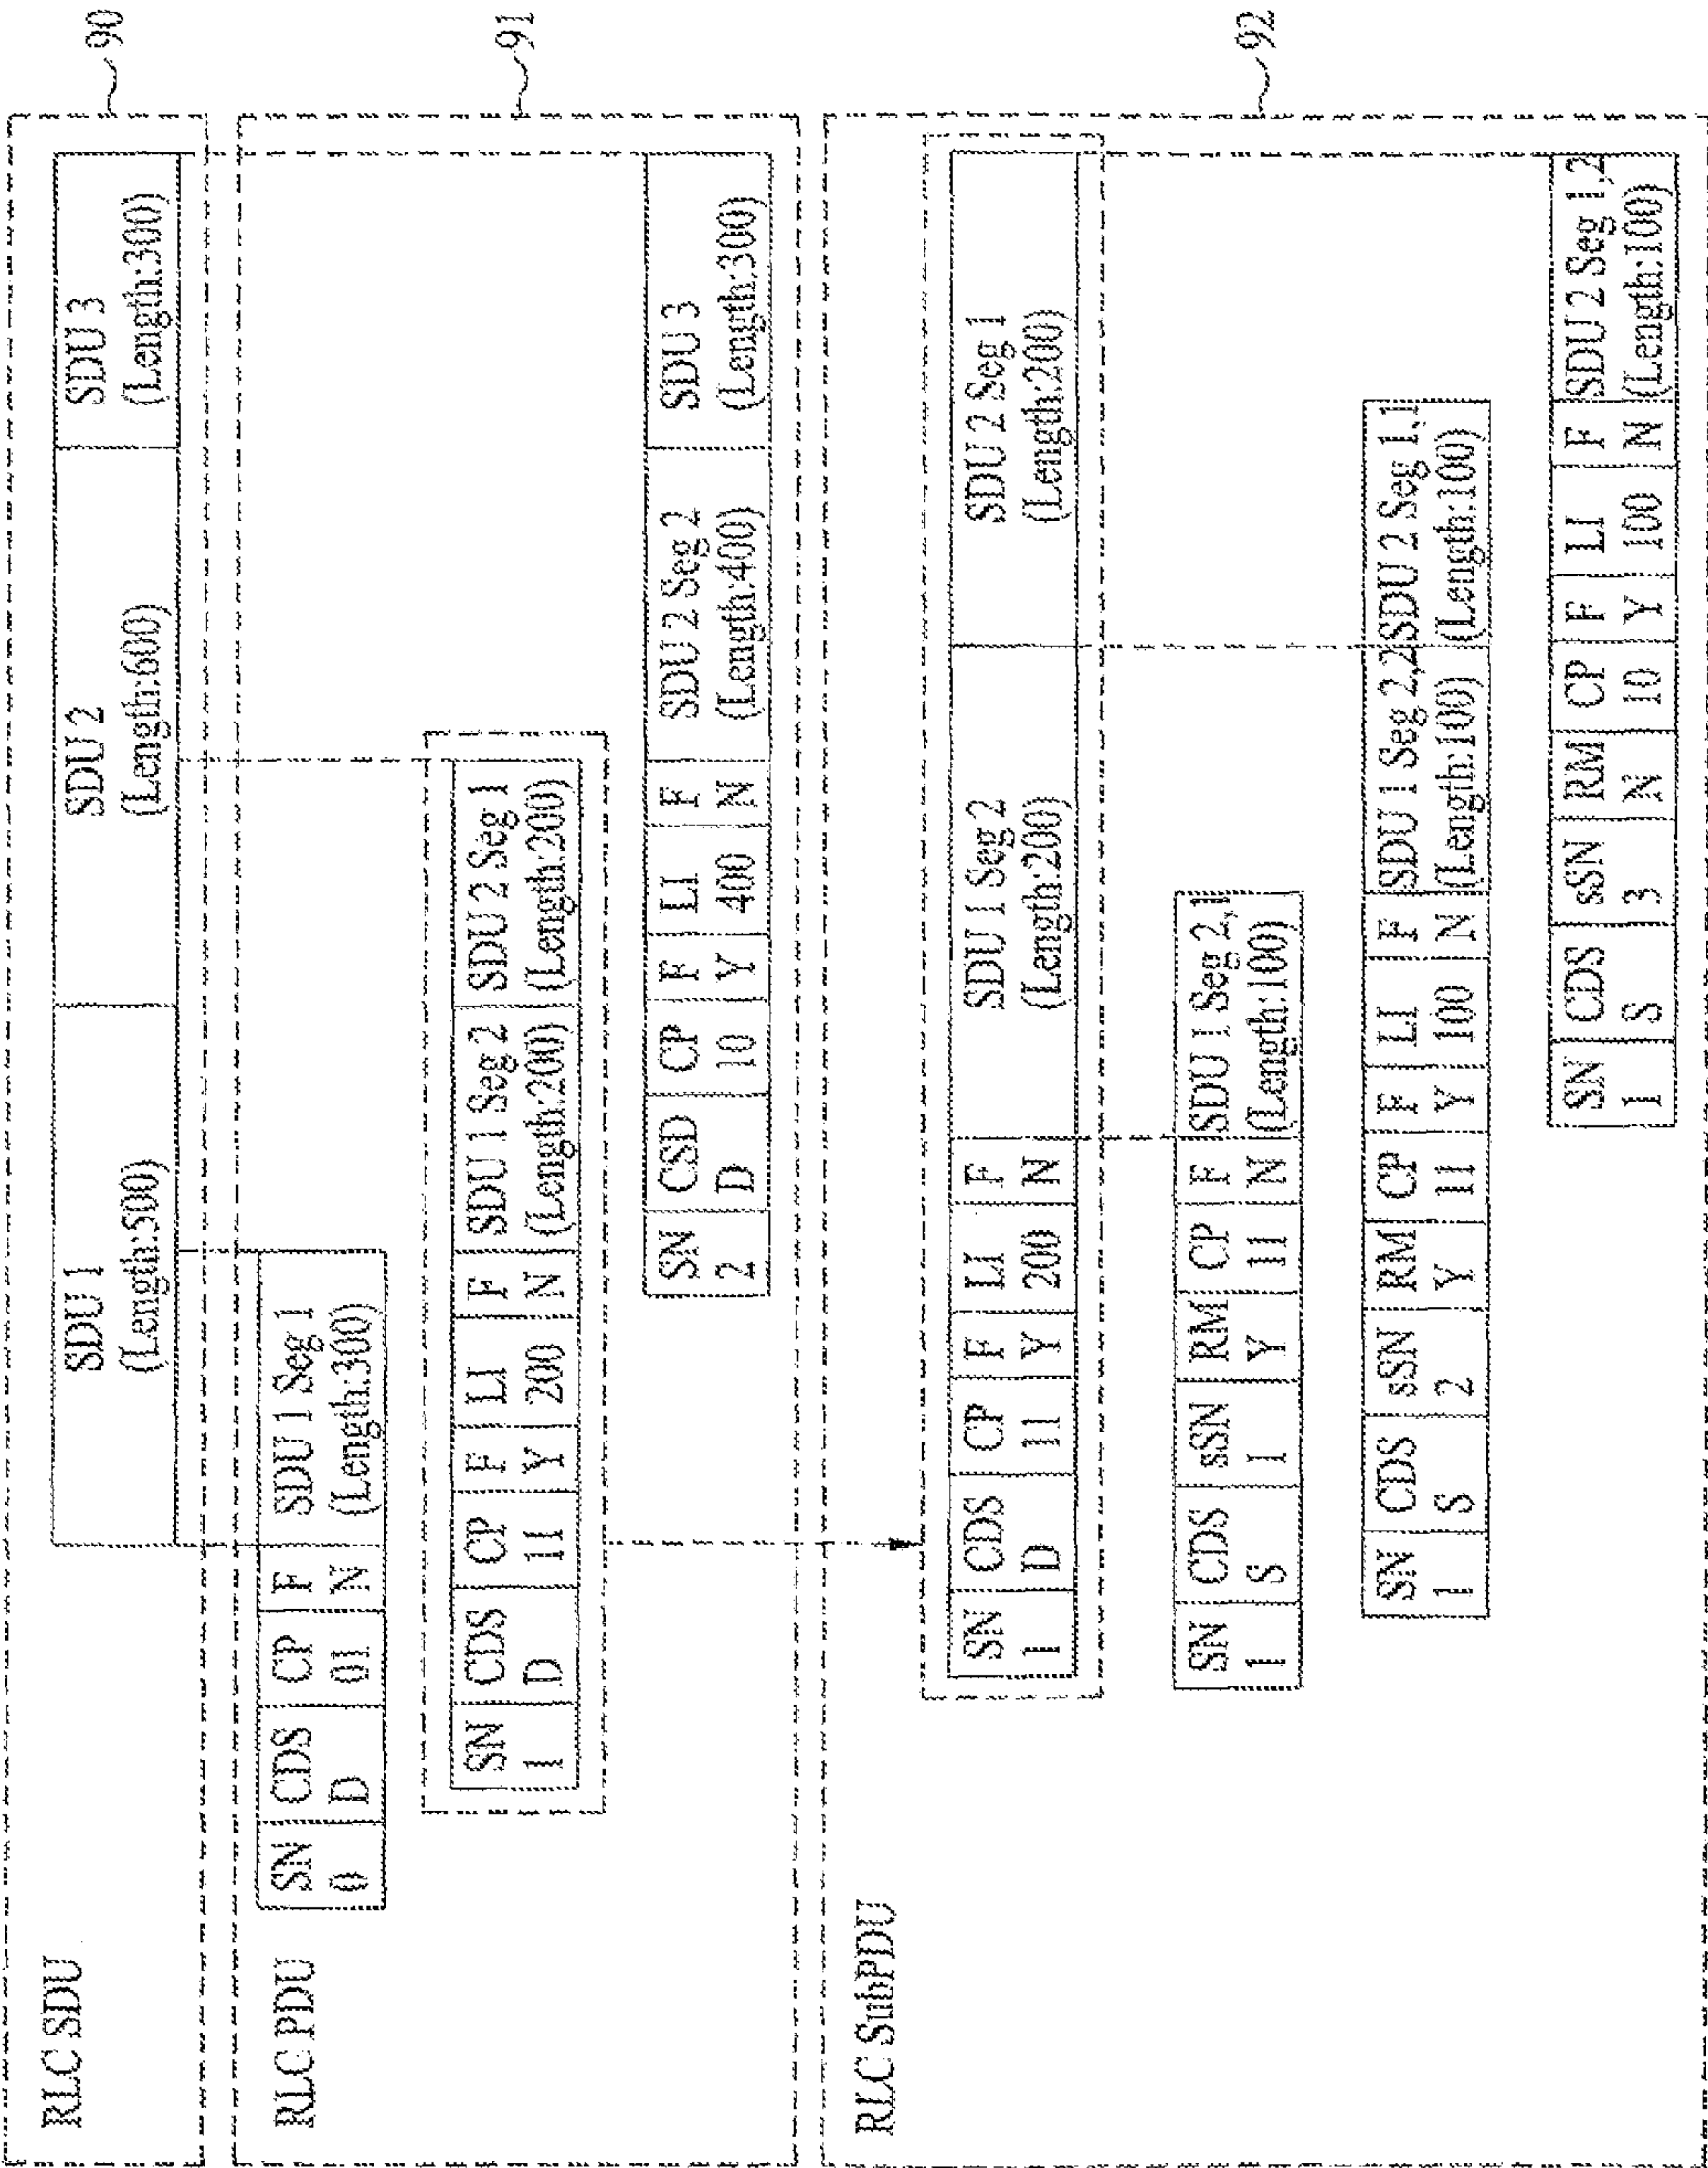 RLC SDU
SDU 1
(Length:500)
SDU 2
(Length:600)
SDU 3
(Length:300)
90
RLC PDU
SN CDS CP F SDU 1 Seg 1
0 D 01 N (Length:300)
SN CDS CP F LI F SDU 1 Seg 2 SDU 2 Seg 1
1 D 11 Y 200 N (Length:200) (Length:200)
SN CSD CP F LI F SDU 2 Seg 2 SDU 3
2 D 10 Y 400 N (Length:400) (Length:300)
91
RLC SubPDU
SN CDS CP F LI F SDU 1 Seg 2 SDU 2 Seg 1
1 D 11 Y 200 N (Length:200) (Length:200)
SN CDS sSN RM CP F SDU 1 Seg 2,1
1 S 1 Y 11 N (Length:100)
SN CDS sSN RM CP F LI F SDU 1 Seg 2,2 SDU 2 Seg 1,1
1 S 2 Y 11 Y 100 N (Length:100) (Length:100)
SN CDS sSN RM CP F LI F SDU 2 Seg 1,2
1 S 3 N 10 Y 100 N (Length:100)
92